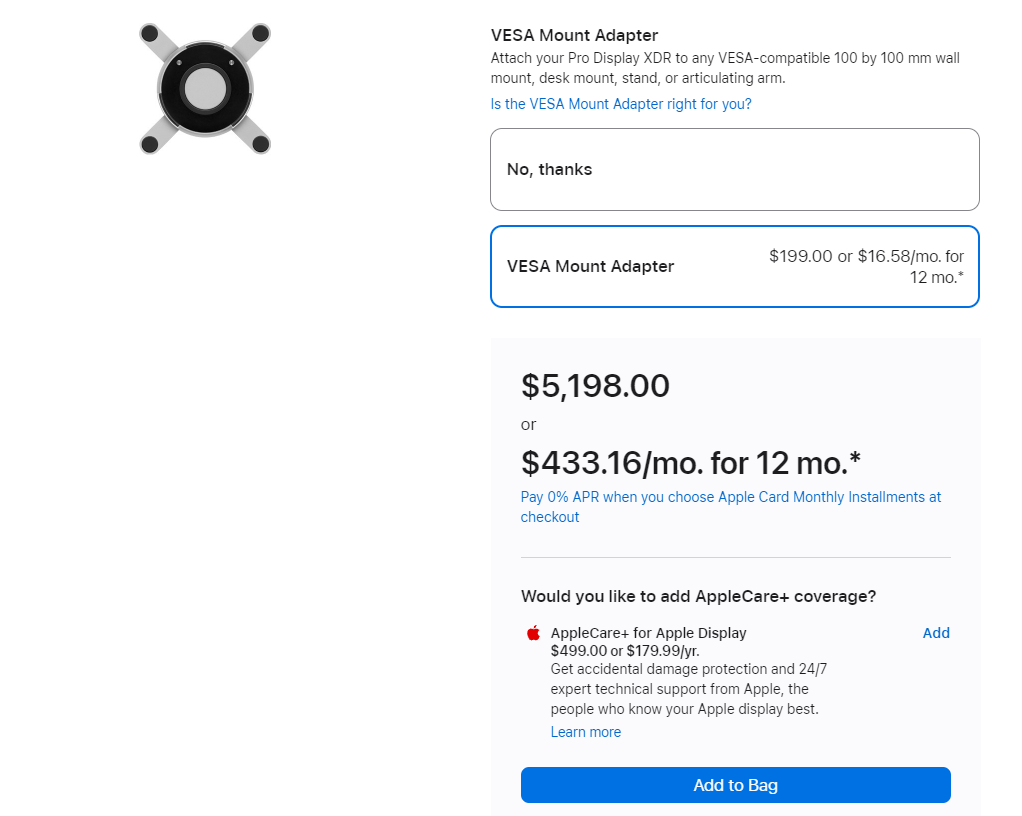 VESA Mount Adapter
Attach your Pro Display XDR to any VESA-compatible 100 by 100 mm wall
mount, desk mount, stand, or articulating arm.
Is the VESA Mount Adapter right for you?
No, thanks
VESA Mount Adapter
$199.00 or $16.58/mo. for
12 mo.*
$5,198.00
or
$433.16/mo. for 12 mo.*
Pay 0% APR when you choose Apple Card Monthly Installments at
checkout
Would you like to add AppleCare+ coverage?
AppleCare+ for Apple Display
Add
$499.00 or $179.99/yr.
Get accidental damage protection and 24/7
expert technical support from Apple, the
people who know your Apple display best.
Learn more
Add to Bag